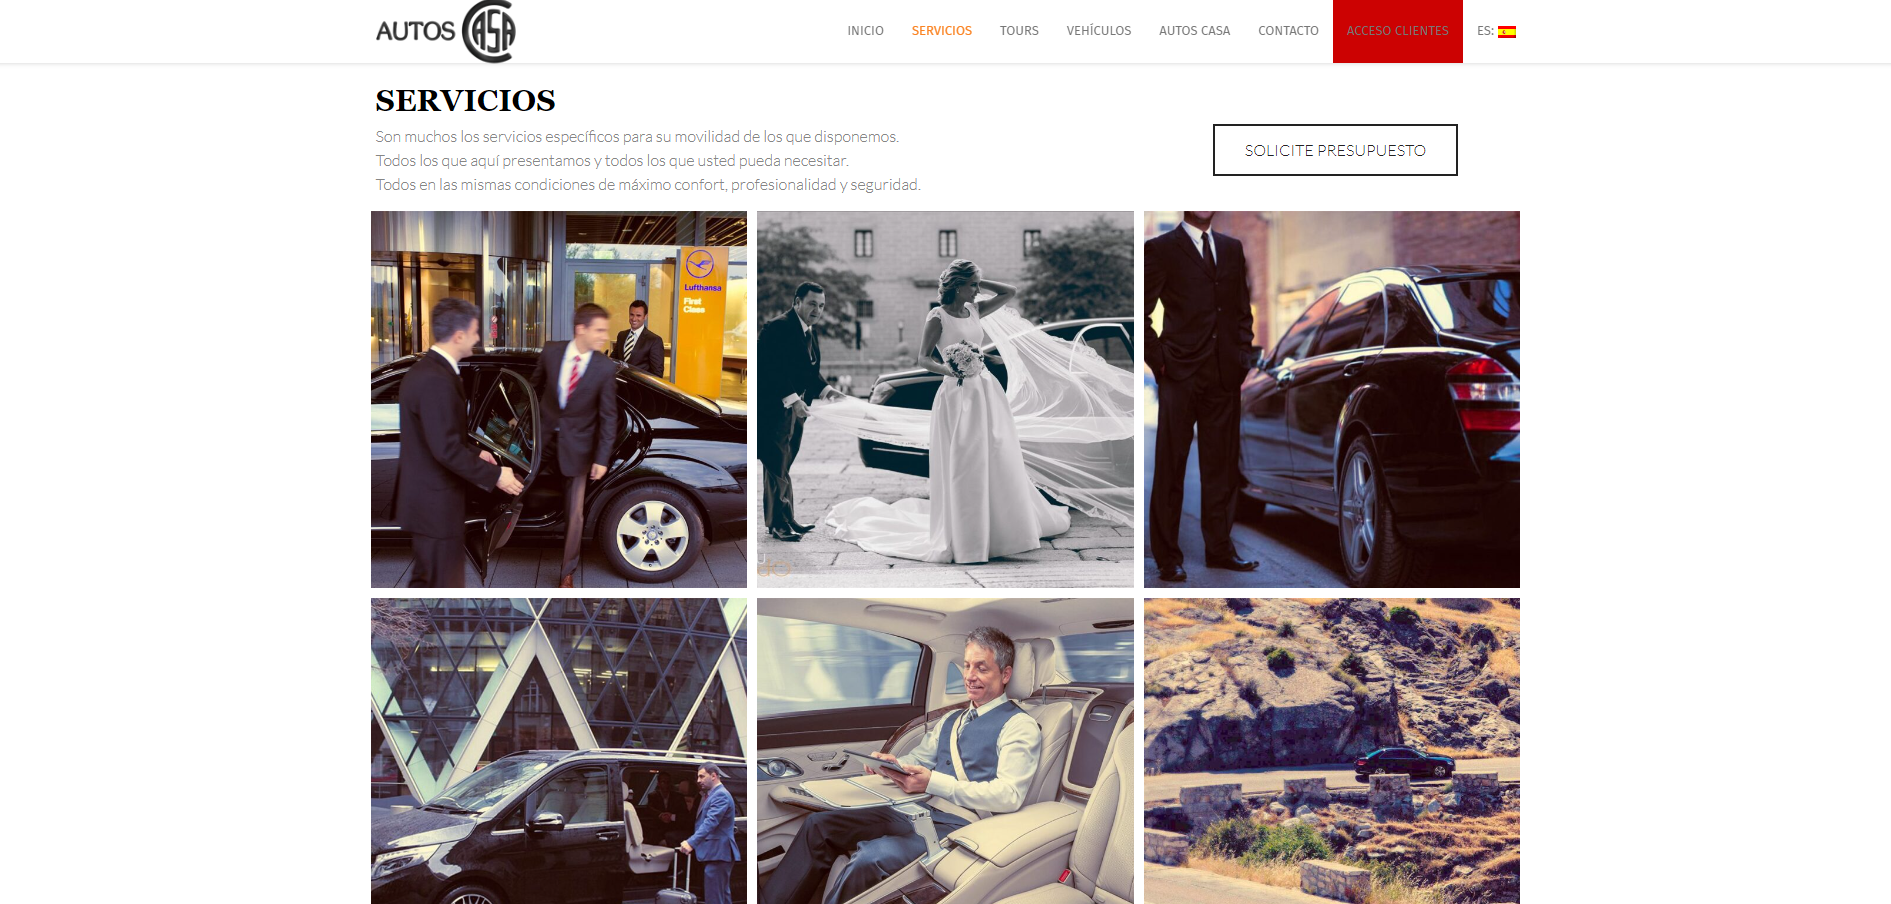 AUTOS CASA
INICIO SERVICIOS TOURS VEHÍCULOS AUTOS CASA CONTACTO ACCESO CLIENTES ES:
SERVICIOS
Son muchos los servicios específicos para su movilidad de los que disponemos.
Todos los que aquí presentamos y todos los que usted pueda necesitar.
Todos en las mismas condiciones de máximo confort, profesionalidad y seguridad.
SOLICITE PRESUPUESTO
Lufthansa
First
Class